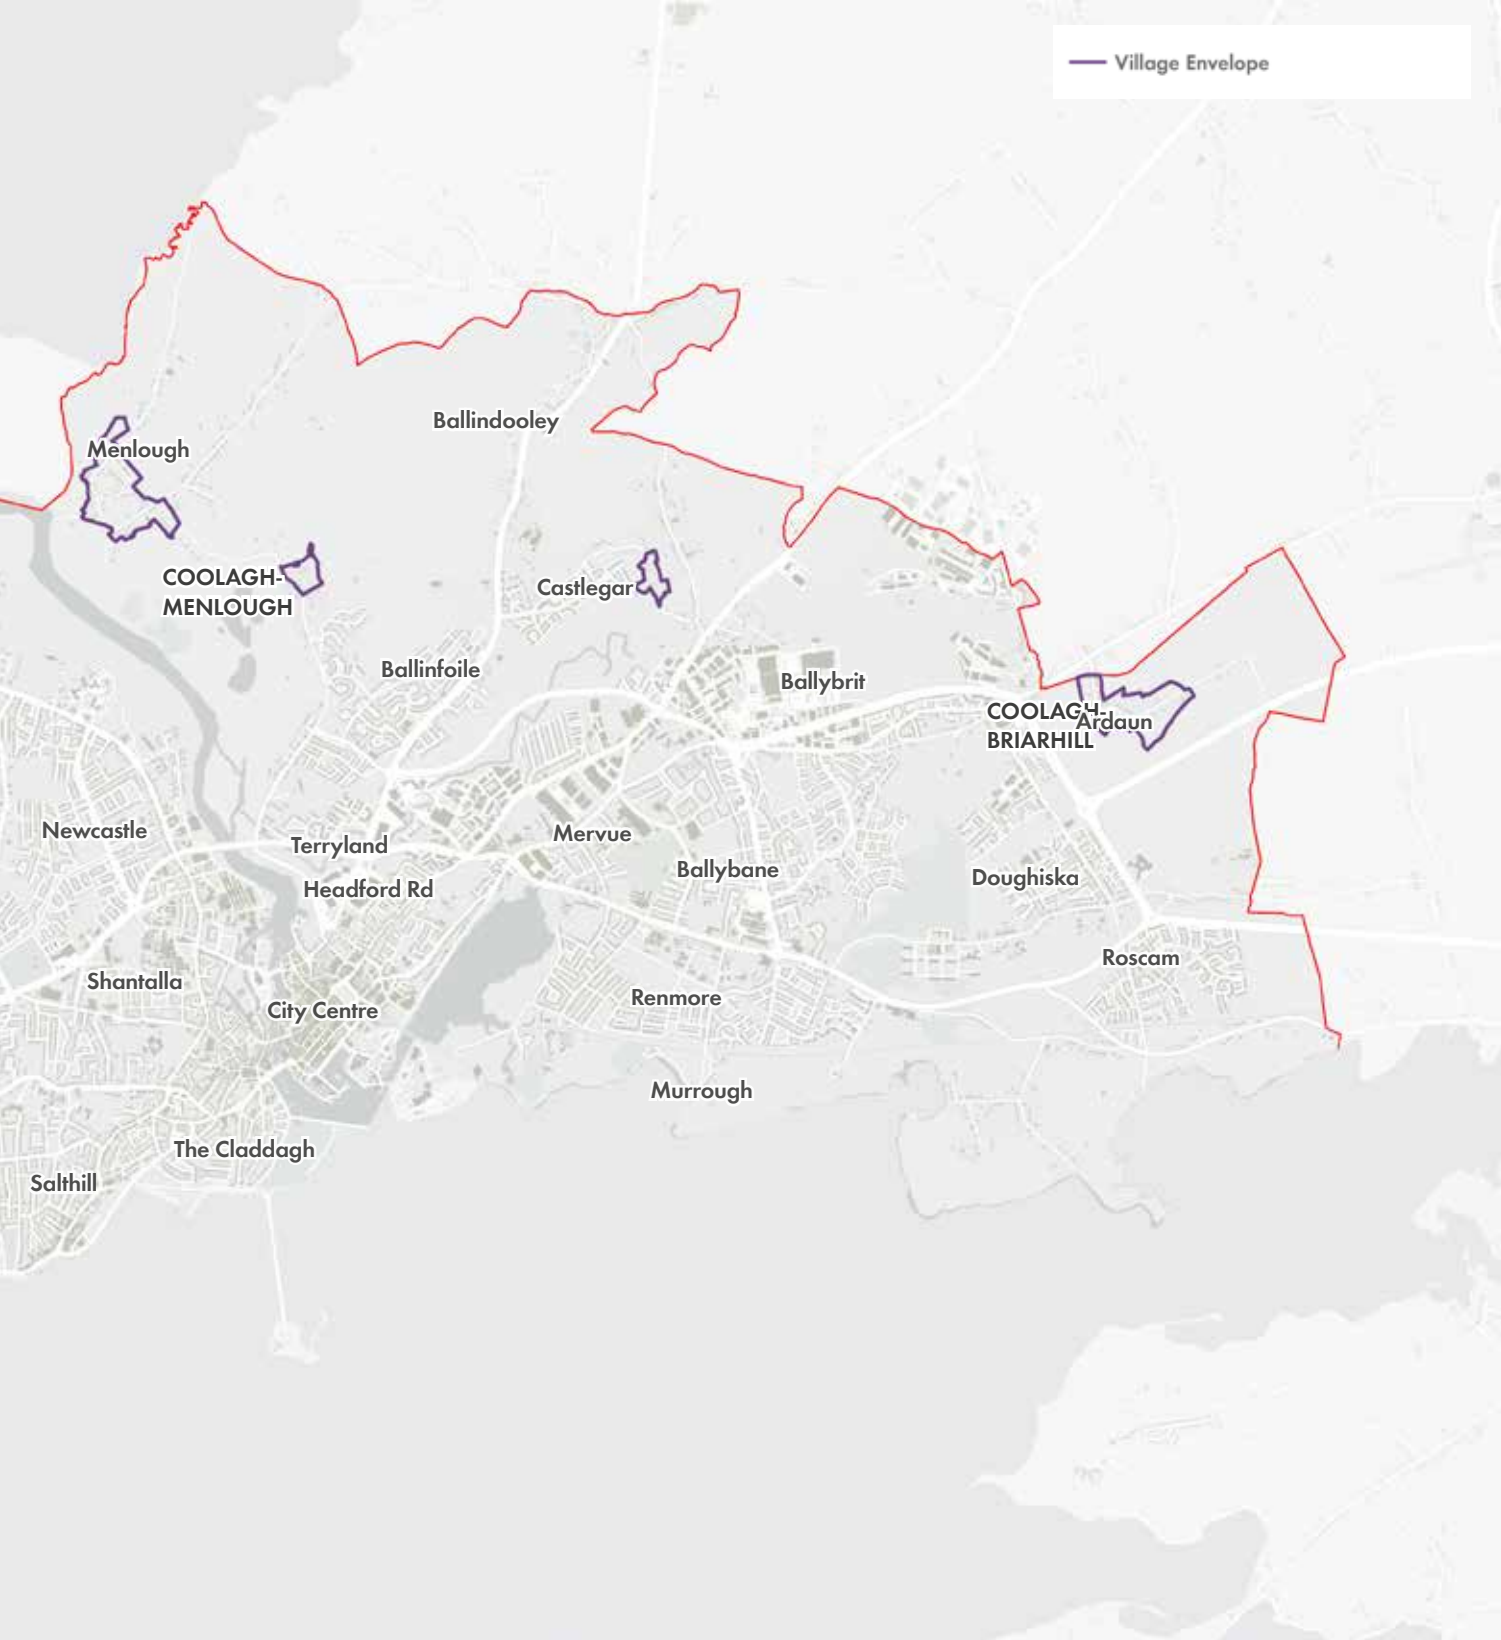 Village Envelope
Ballindooley
Menlough
COOLAGH-
MENLOUGH
Castlegar
Ballinfoile
Ballybrit
COOLAGH-
BRIARHILL
Ardaun
Newcastle
Terryland
Mervue
Headford Rd
Ballybane
Doughiska
Shantalla
City Centre
Renmore
Roscam
Murrough
The Claddagh
Salthill